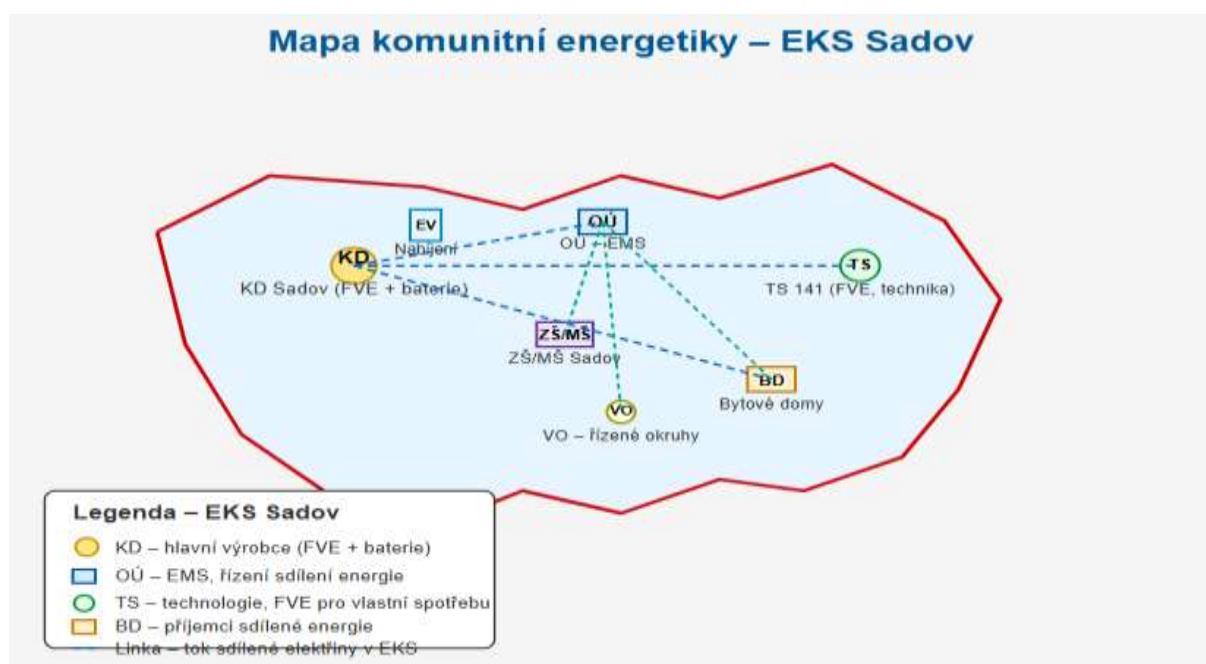 Mapa komunitní energetiky – EKS Sadov
EV
Nabíjení
OÚ
OÚ – EMS
KD
KD Sadov (FVE + baterie)
TS
TS 141 (FVE, technika)
ZŠ/MŠ
ZŠ/MŠ Sadov
BD
Bytové domy
VO
VO – řízené okruhy
Legenda – EKS Sadov
KD – hlavní výrobce (FVE + baterie)
OÚ – EMS, řízení sdílení energie
TS – technologie, FVE pro vlastní spotřebu
BD – příjemci sdílené energie
Linka – tok sdílené elektřiny v EKS